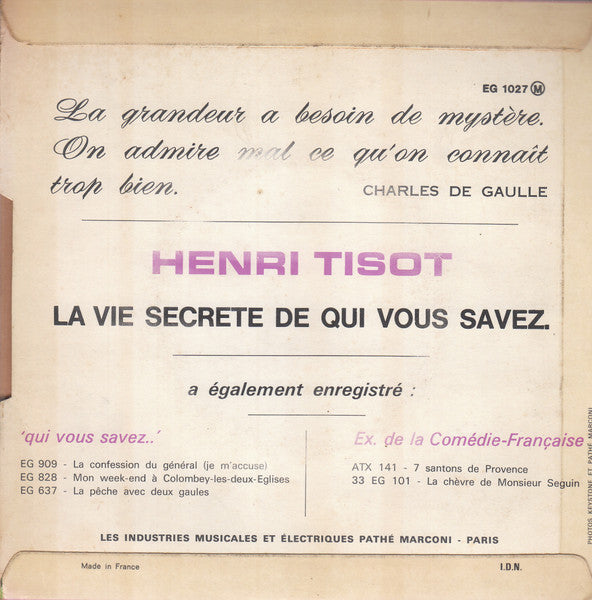 EG 1027 M
La grandeur a besoin de mystère.
On admire mal ce qu'on connaît
trop bien.
CHARLES DE GAULLE
HENRI TISOT
LA VIE SECRETE DE QUI VOUS SAVEZ.
a également enregistré :
'qui vous savez..'
EG 909 - La confession du général (je m'accuse)
EG 828 - Mon week-end à Colombey-les-deux-Eglises
EG 637 - La pêche avec deux gaules
Ex. de la Comédie-Française
ATX 141 - 7 santons de Provence
33 EG 101 - La chèvre de Monsieur Seguin
PHOTOS KEYSTONE ET PATHÉ MARCONI
LES INDUSTRIES MUSICALES ET ÉLECTRIQUES PATHÉ MARCONI - PARIS
Made in France
I.D.N.